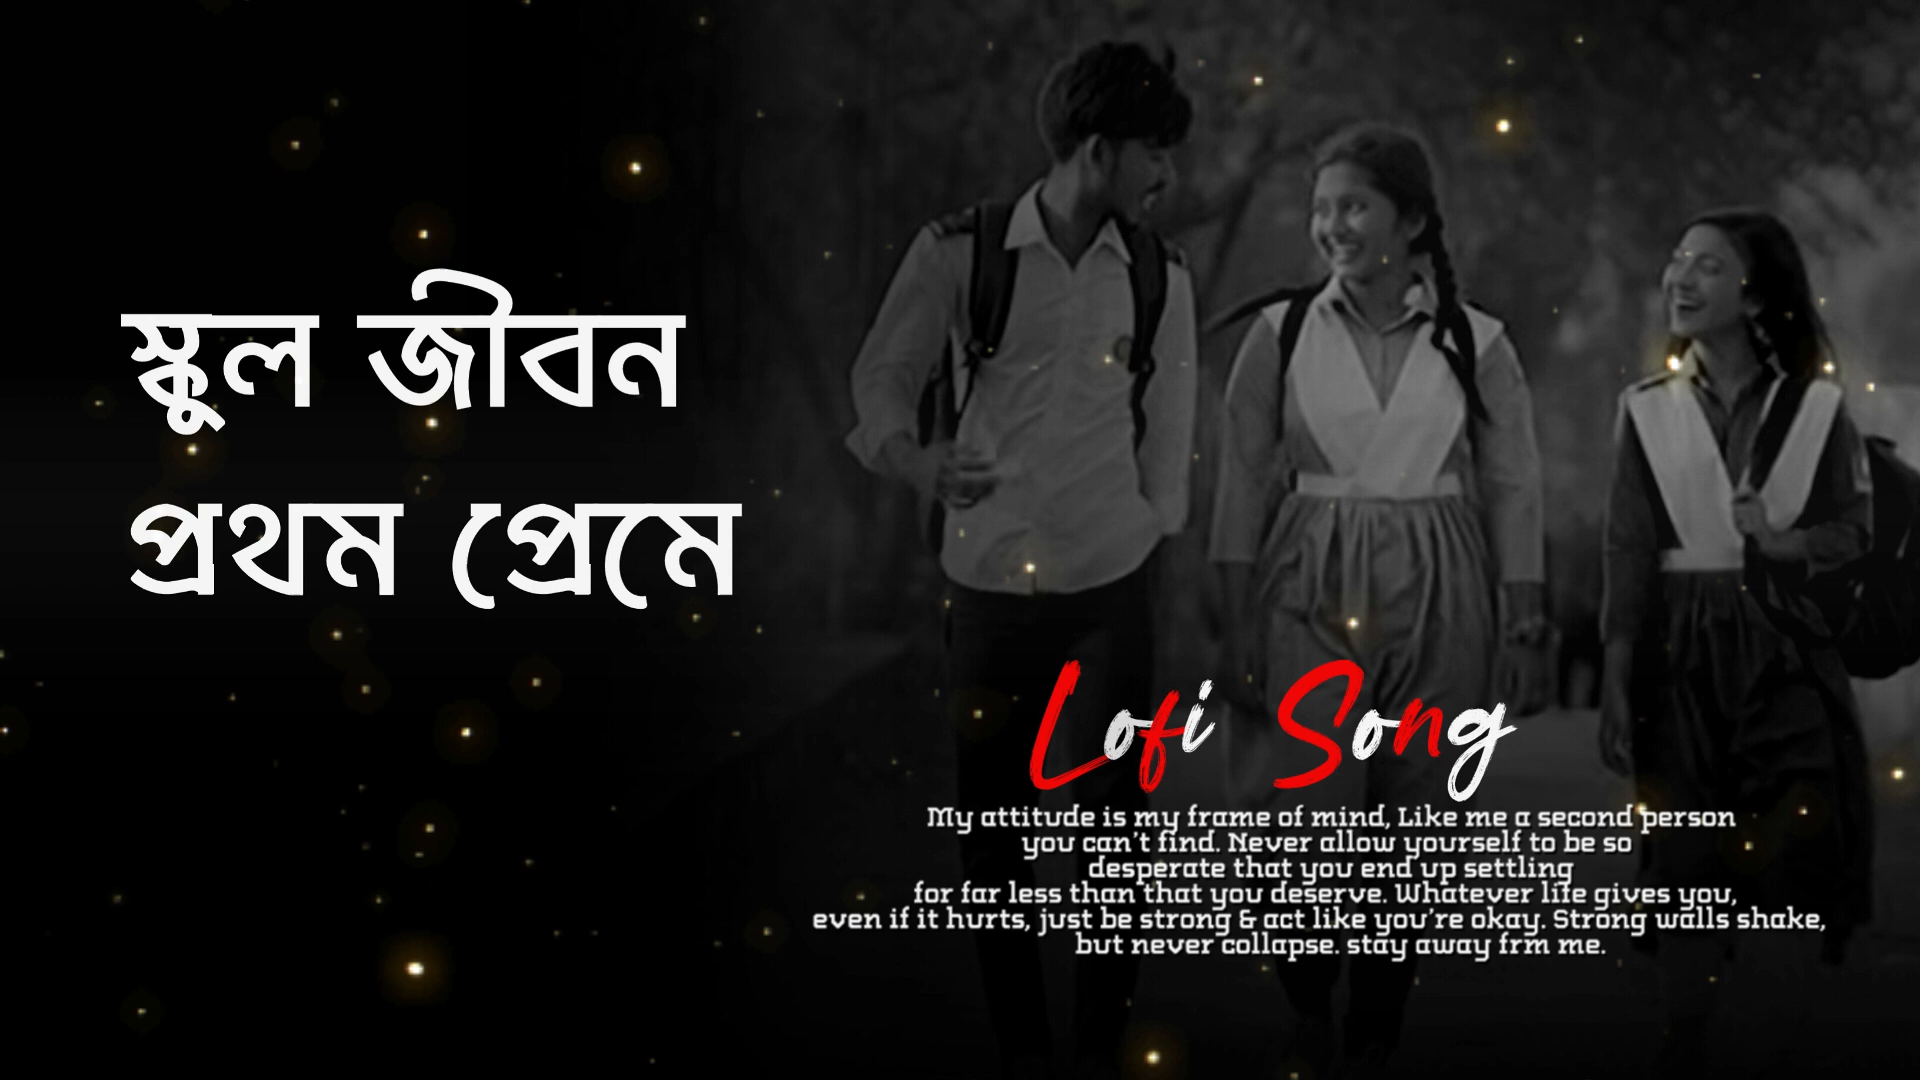 স্কুল জীবন
প্রথম প্রেমে
Lofi Song
My attitude is my frame of mind, Like me a second person
you can't find. Never allow yourself to be so
desperate that you end up settling
for far less than that you deserve. Whatever life gives you,
even if it hurts, just be strong & act like you're okay. Strong walls shake,
but never collapse. stay away frm me.